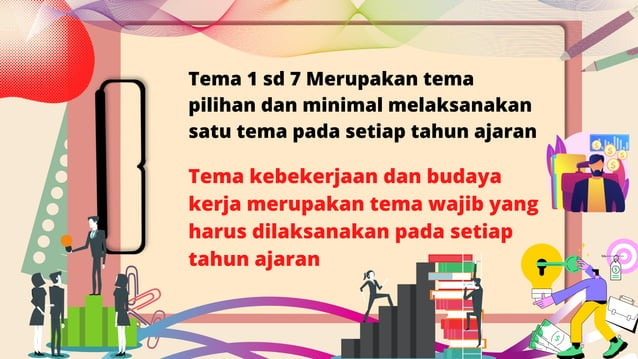 Tema 1 sd 7 Merupakan tema
pilihan dan minimal melaksanakan
satu tema pada setiap tahun ajaran
Tema kebekerjaan dan budaya
kerja merupakan tema wajib yang
harus dilaksanakan pada setiap
tahun ajaran